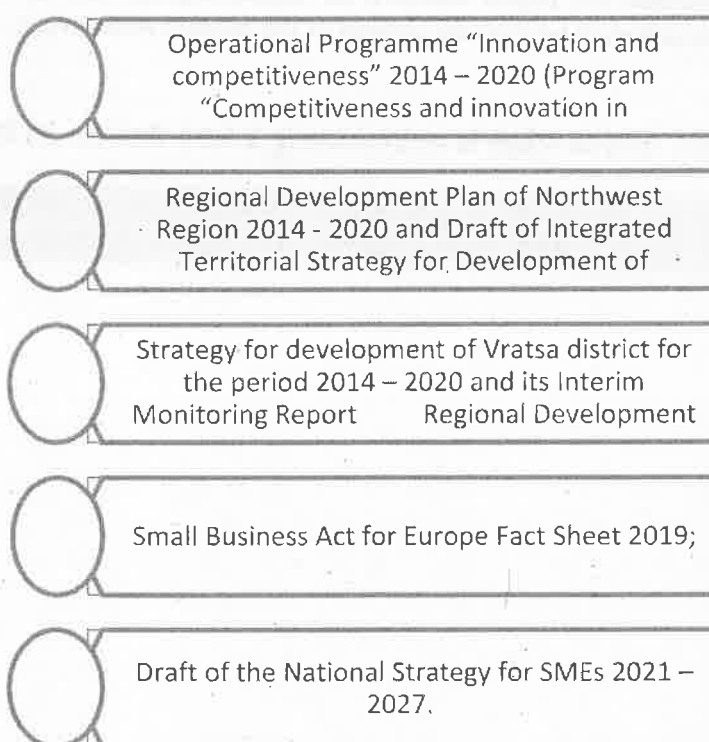 Operational Programme “Innovation and
competitiveness” 2014 – 2020 (Program
“Competitiveness and innovation in
Regional Development Plan of Northwest
Region 2014 - 2020 and Draft of Integrated
Territorial Strategy for Development of
Strategy for development of Vratsa district for
the period 2014 – 2020 and its Interim
Monitoring Report Regional Development
Small Business Act for Europe Fact Sheet 2019;
Draft of the National Strategy for SMEs 2021 –
2027.